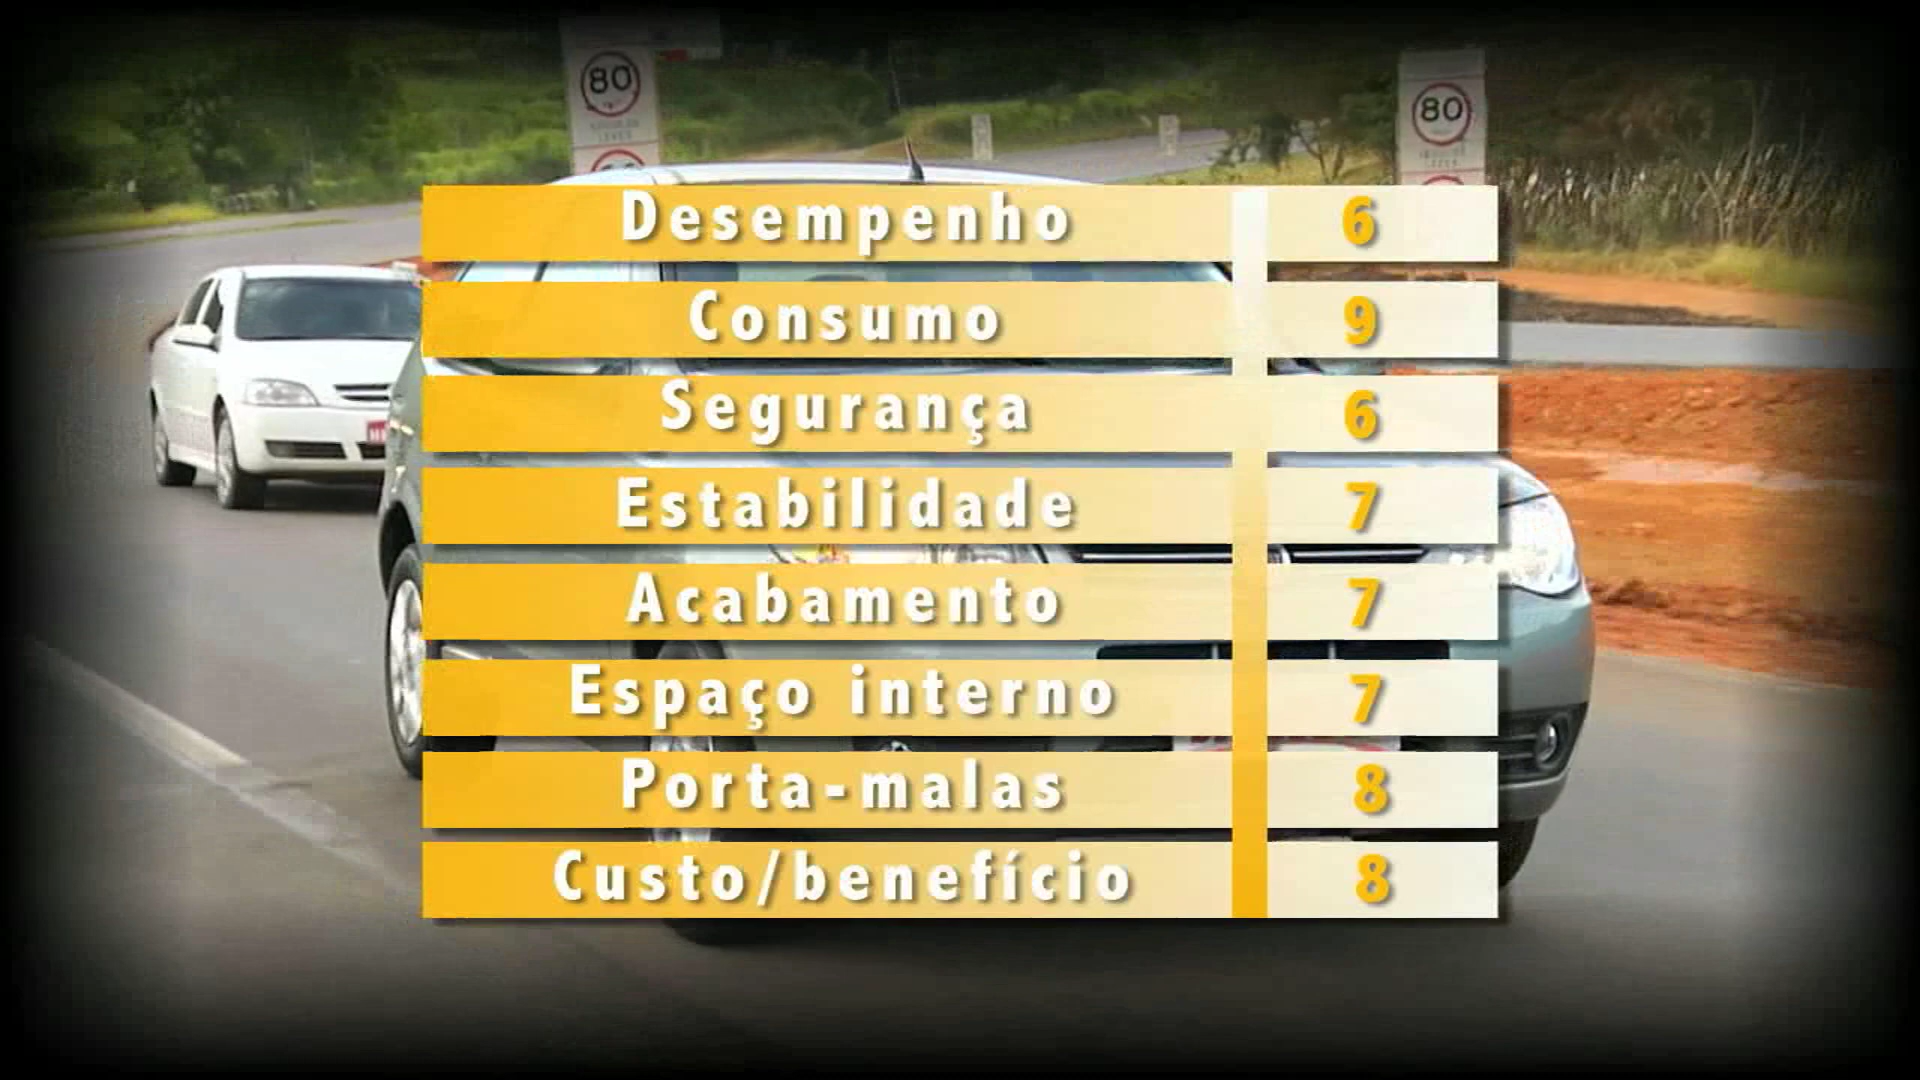 80
80
Desempenho 6
Consumo 9
Segurança 6
Estabilidade 7
Acabamento 7
Espaço interno 7
Porta-malas 8
Custo/benefício 8